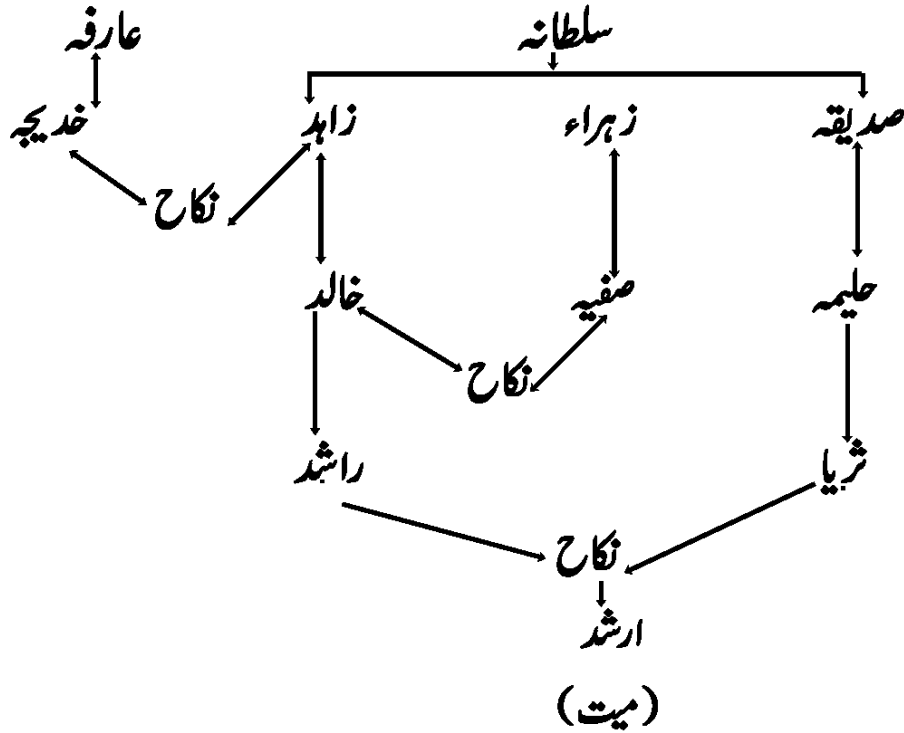 سلطانہ عارفہ
صدیقہ زہراء زاہد خدیجہ
نکاح
حلیمہ صفیہ خالد
نکاح
ثریا راشد
نکاح
ارشد
(میت)